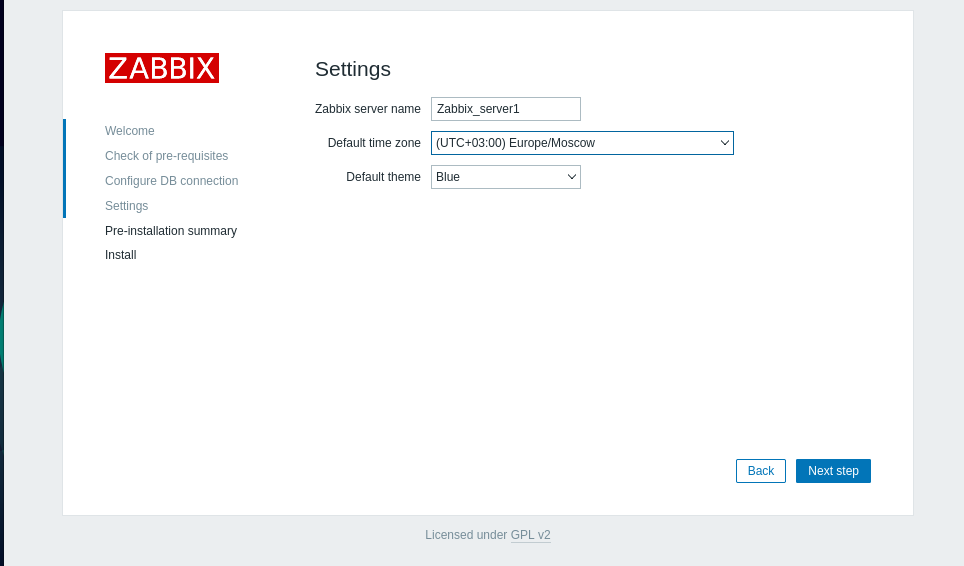 ZABBIX
Welcome
Check of pre-requisites
Configure DB connection
Settings
Pre-installation summary
Install
Settings
Zabbix server name Zabbix_server1
Default time zone (UTC+03:00) Europe/Moscow
Default theme Blue
Back Next step
Licensed under GPL v2